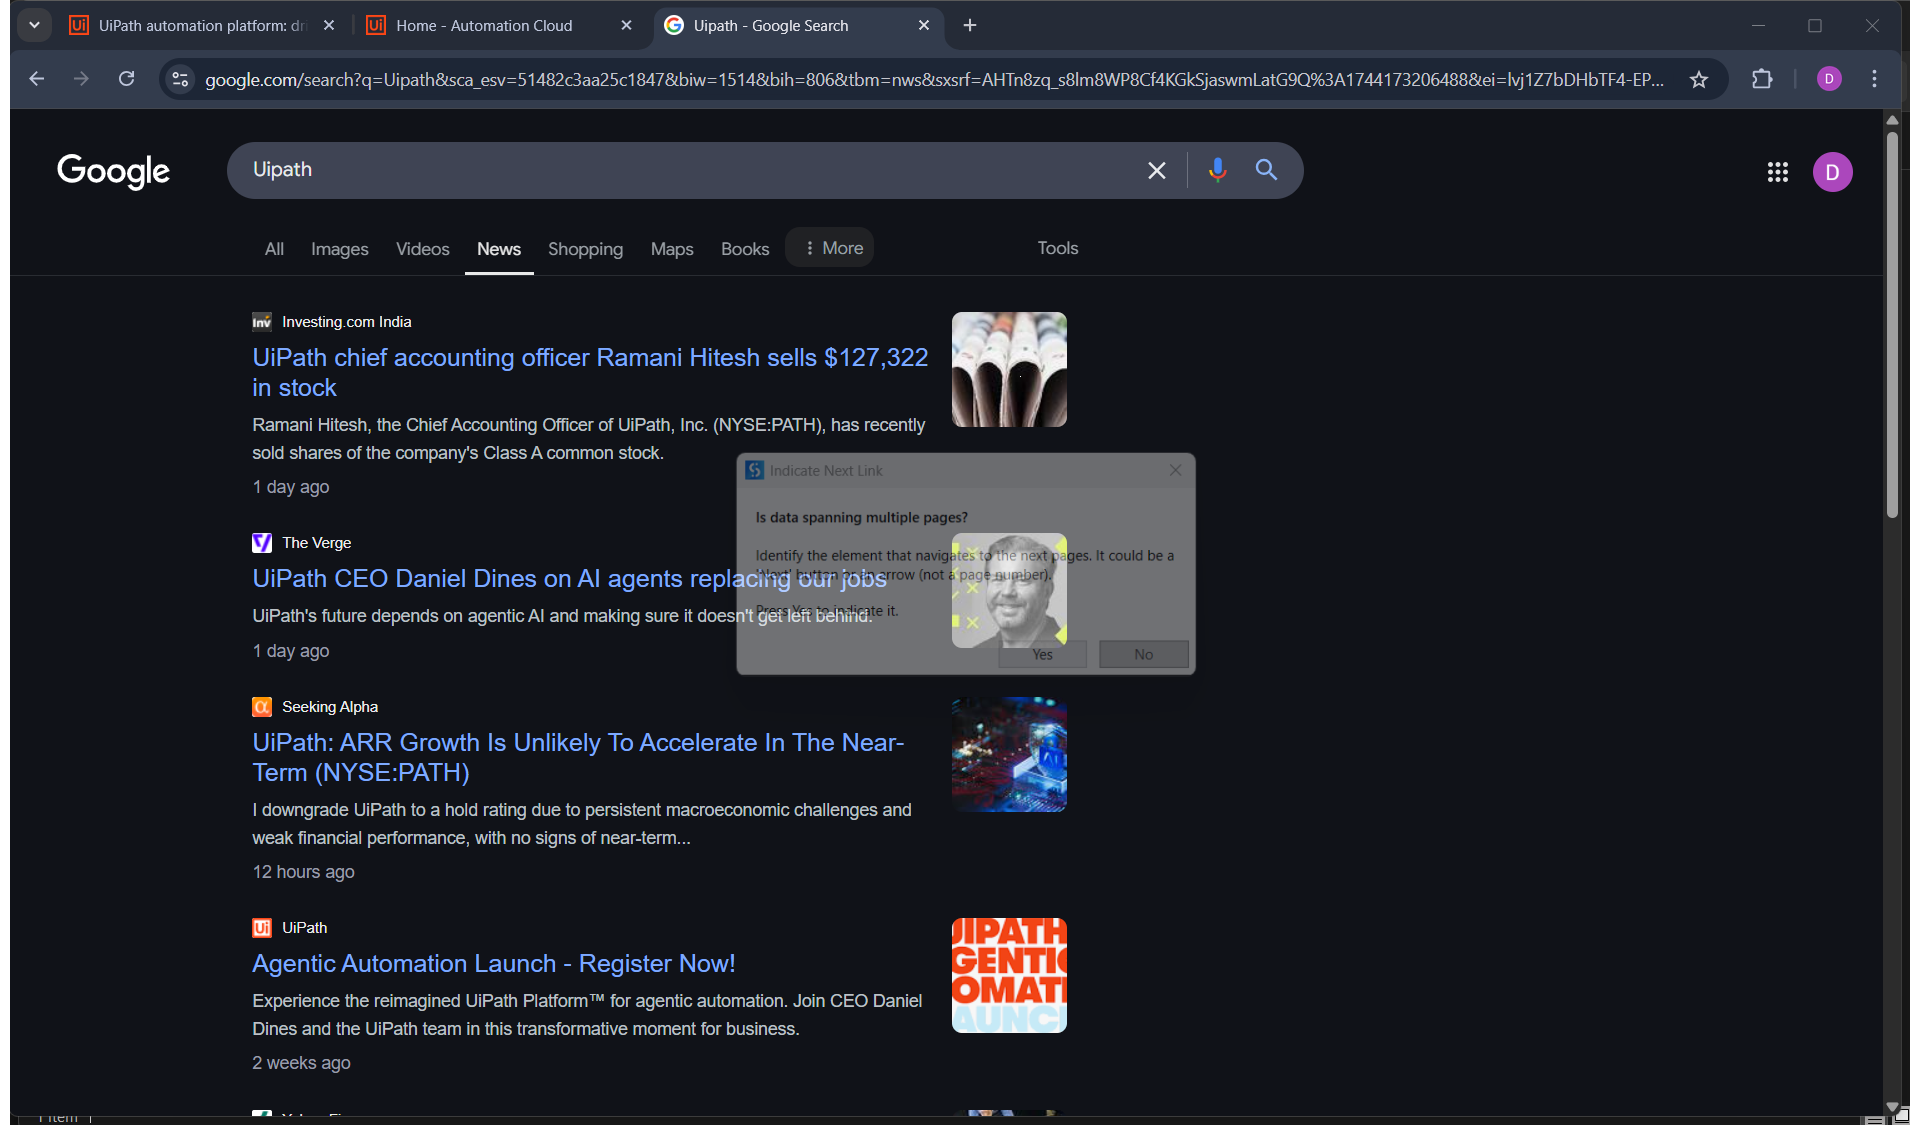 UiPath automation platform: dri
Home - Automation Cloud
Uipath - Google Search
google.com/search?q=Uipath&sca_esv=51482c3aa25c1847&biw=1514&bih=806&tbm=nws&sxsrf=AHTn8zq_s8lm8WP8Cf4KGkSjaswmLatG9Q%3A1744173206488&ei=lvj1Z7bDHbTF4-EP...
D
Google
Uipath
D
All Images Videos News Shopping Maps Books More Tools
Inv Investing.com India
UiPath chief accounting officer Ramani Hitesh sells $127,322
in stock
Ramani Hitesh, the Chief Accounting Officer of UiPath, Inc. (NYSE:PATH), has recently
sold shares of the company's Class A common stock.
1 day ago
Indicate Next Link
Is data spanning multiple pages?
Identify the element that navigates to the next pages. It could be a
'Next' button or an arrow (not a page number).
Press Yes to indicate it.
Yes No
The Verge
UiPath CEO Daniel Dines on AI agents replacing our jobs
UiPath's future depends on agentic AI and making sure it doesn't get left behind.
1 day ago
Seeking Alpha
UiPath: ARR Growth Is Unlikely To Accelerate In The Near-
Term (NYSE:PATH)
I downgrade UiPath to a hold rating due to persistent macroeconomic challenges and
weak financial performance, with no signs of near-term...
12 hours ago
AI
Ui UiPath
Agentic Automation Launch - Register Now!
Experience the reimagined UiPath Platform™ for agentic automation. Join CEO Daniel
Dines and the UiPath team in this transformative moment for business.
2 weeks ago
UIPATH
GENTIC
OMATI
AUNC
1 item